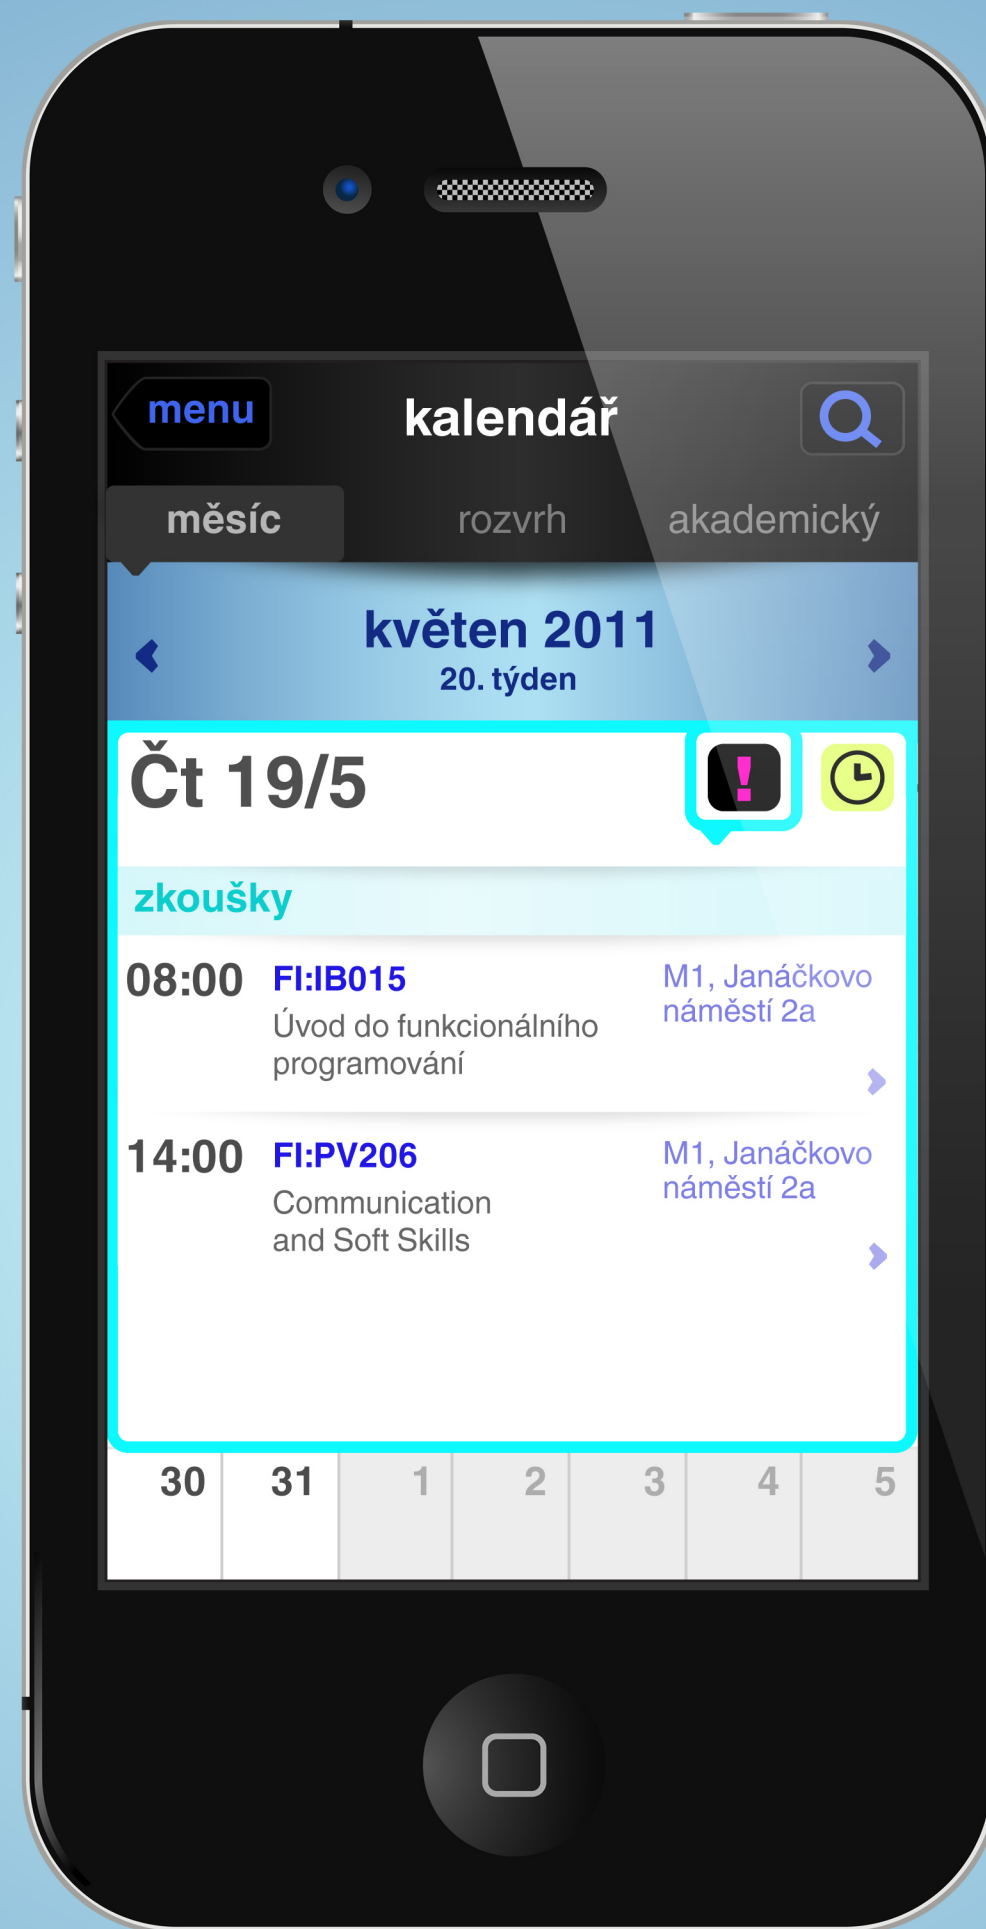 menu
kalendář
měsíc
rozvrh
akademický
květen 2011
20. týden
Čt 19/5
!
zkoušky
08:00
FI:IB015
M1, Janáčkovo
náměstí 2a
Úvod do funkcionálního
programování
14:00
FI:PV206
M1, Janáčkovo
náměstí 2a
Communication
and Soft Skills
30 31 1 2 3 4 5